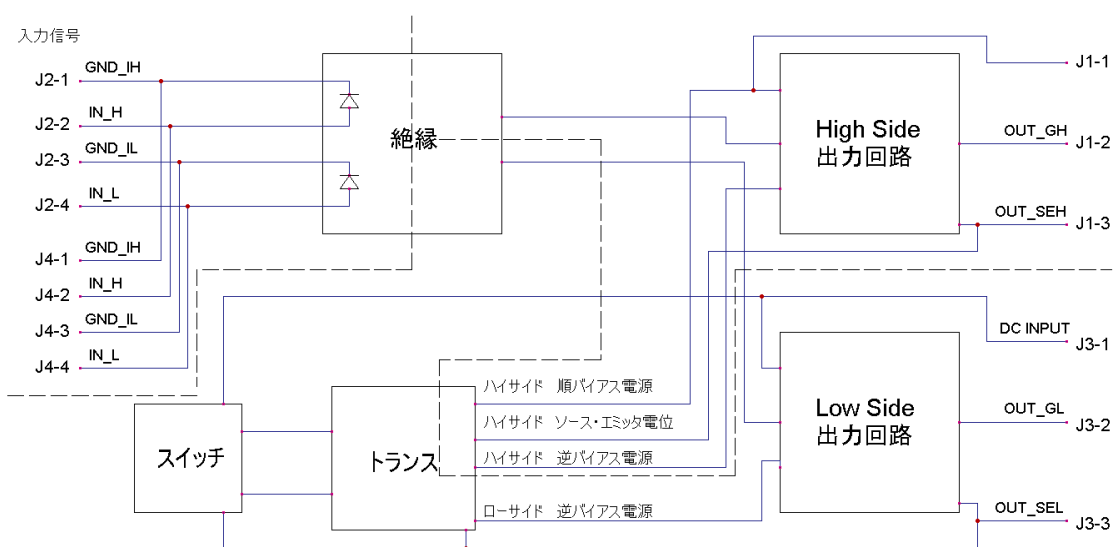 入力信号
J2-1 GND_IH
J2-2 IN_H
J2-3 GND_IL
J2-4 IN_L
J4-1 GND_IH
J4-2 IN_H
J4-3 GND_IL
J4-4 IN_L
絶縁
High Side
出力回路
J1-1
OUT_GH J1-2
OUT_SEH J1-3
スイッチ
トランス
ハイサイド 順バイアス電源
ハイサイド ソース・エミッタ電位
ハイサイド 逆バイアス電源
ローサイド 逆バイアス電源
Low Side
出力回路
DC INPUT J3-1
OUT_GL J3-2
OUT_SEL J3-3